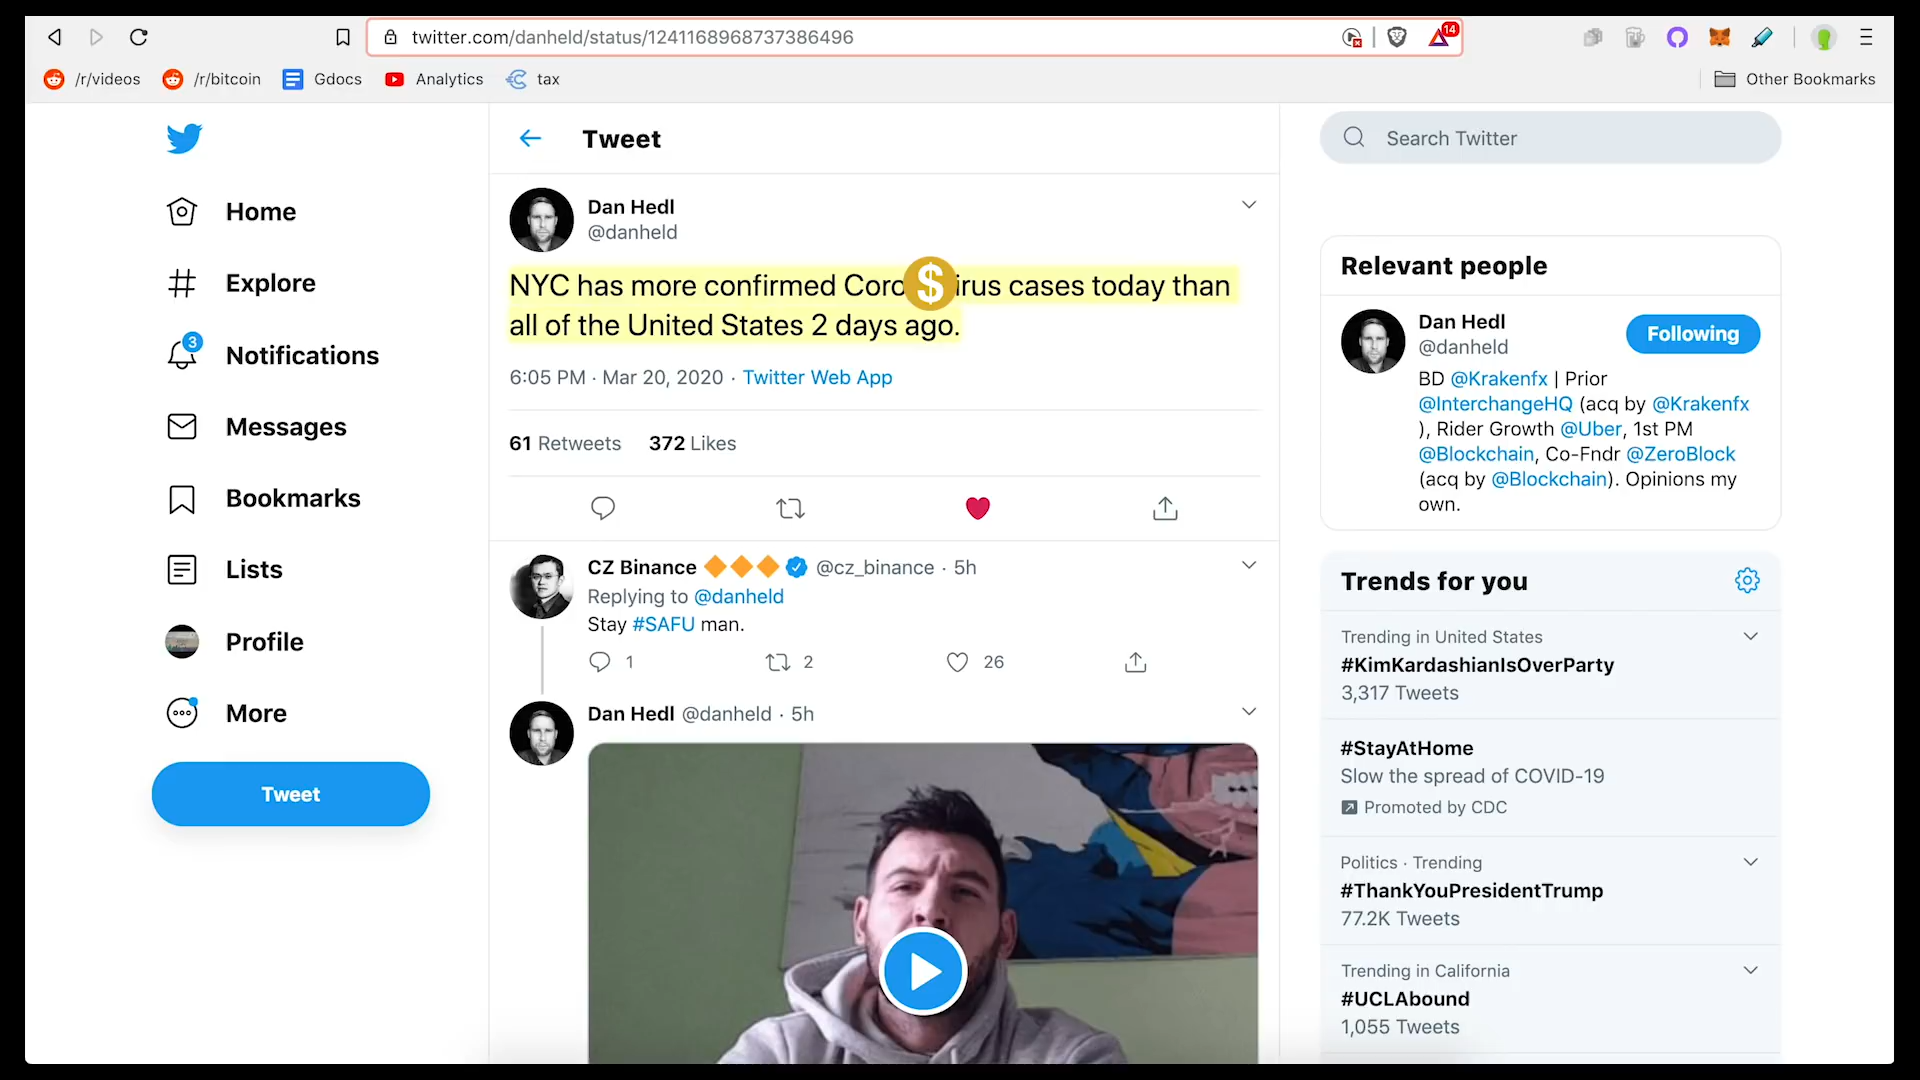 twitter.com/danheld/status/1241168968737386496
14
/r/videos
/r/bitcoin
Gdocs
Analytics
tax
Other Bookmarks
Home
Explore
3
Notifications
Messages
Bookmarks
Lists
Profile
More
Tweet
Tweet
Dan Hedl
@danheld
NYC has more confirmed Coro$irus cases today than
all of the United States 2 days ago.
6:05 PM · Mar 20, 2020 · Twitter Web App
61 Retweets 372 Likes
CZ Binance @cz_binance · 5h
Replying to @danheld
Stay #SAFU man.
1 2 26
Dan Hedl @danheld · 5h
Search Twitter
Relevant people
Dan Hedl
@danheld
Following
BD @Krakenfx | Prior
@InterchangeHQ (acq by @Krakenfx
), Rider Growth @Uber, 1st PM
@Blockchain, Co-Fndr @ZeroBlock
(acq by @Blockchain). Opinions my
own.
Trends for you
Trending in United States
#KimKardashianIsOverParty
3,317 Tweets
#StayAtHome
Slow the spread of COVID-19
Promoted by CDC
Politics · Trending
#ThankYouPresidentTrump
77.2K Tweets
Trending in California
#UCLAbound
1,055 Tweets